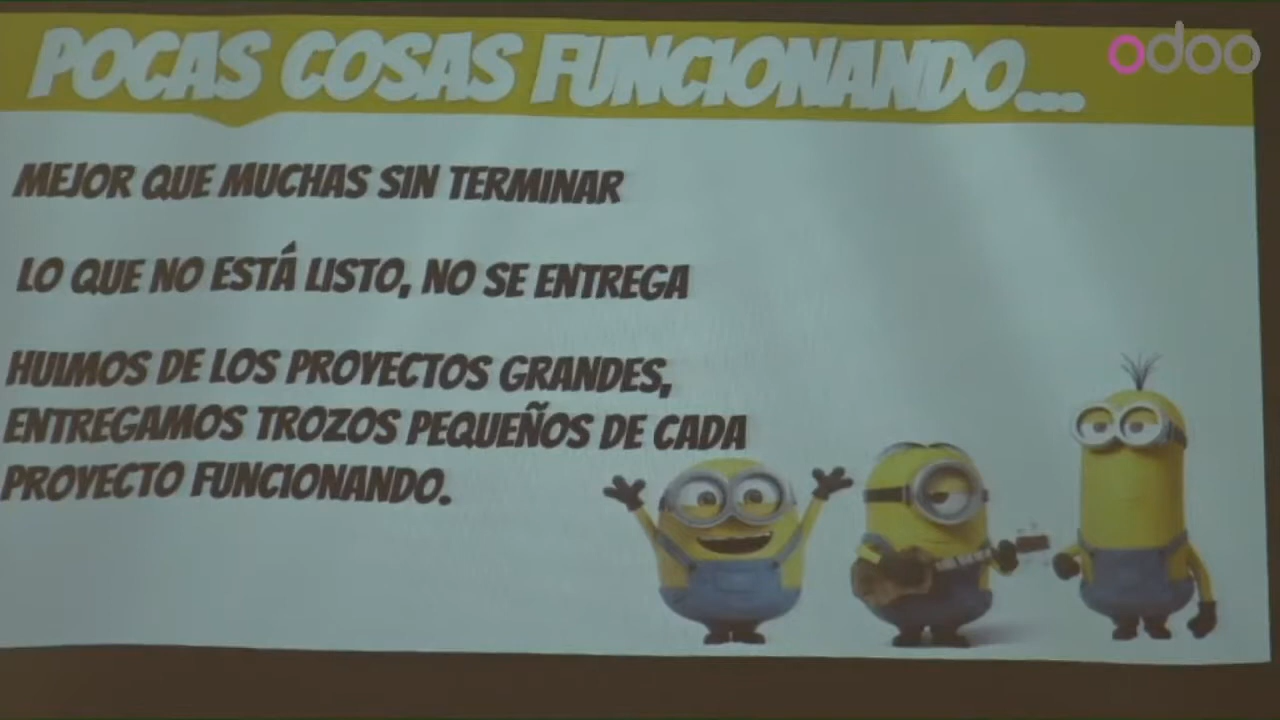 POCAS COSAS FUNCIONANDO...
odoo
MEJOR QUE MUCHAS SIN TERMINAR
LO QUE NO ESTÁ LISTO, NO SE ENTREGA
HUIMOS DE LOS PROYECTOS GRANDES,
ENTREGAMOS TROZOS PEQUEÑOS DE CADA
PROYECTO FUNCIONANDO.